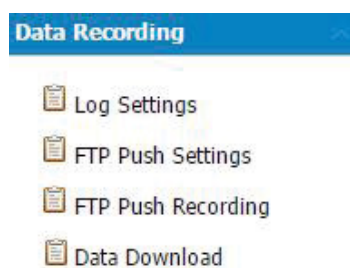 Data Recording
Log Settings
FTP Push Settings
FTP Push Recording
Data Download